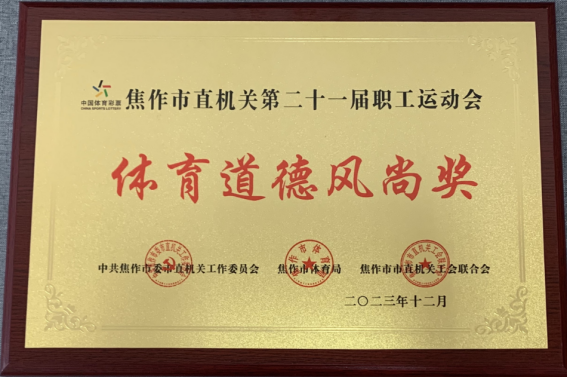 中国体育彩票
CHINA SPORTS LOTTERY
焦作市直机关第二十一届职工运动会
体育道德风尚奖
中共焦作市委市直机关工作委员会 焦作市体育局 焦作市市直机关工会联合会
二〇二三年十二月